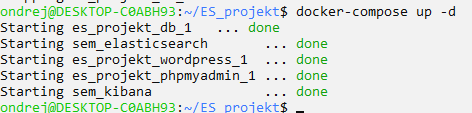 ondrej@DESKTOP-C0ABH93:~/ES_projekt$ docker-compose up -d
Starting es_projekt_db_1 ... done
Starting sem_elasticsearch ... done
Starting es_projekt_wordpress_1 ... done
Starting es_projekt_phpmyadmin_1 ... done
Starting sem_kibana ... done
ondrej@DESKTOP-C0ABH93:~/ES_projekt$ _